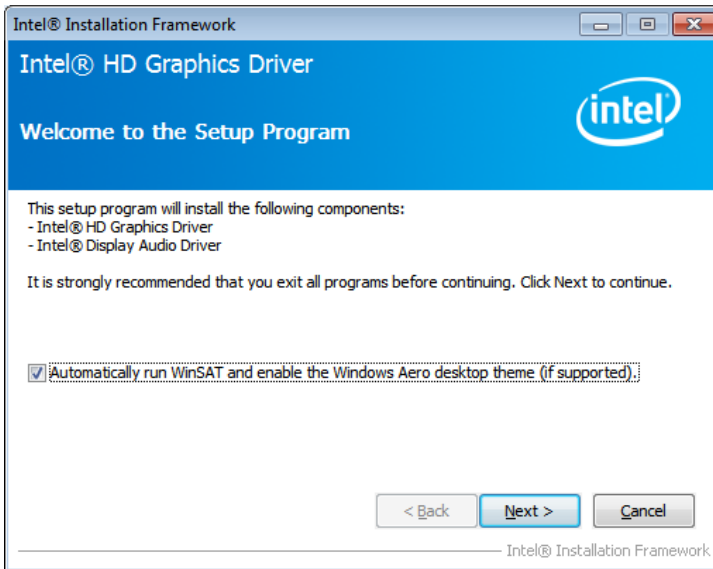 Intel® Installation Framework
Intel® HD Graphics Driver
intel
Welcome to the Setup Program
This setup program will install the following components:
- Intel® HD Graphics Driver
- Intel® Display Audio Driver
It is strongly recommended that you exit all programs before continuing. Click Next to continue.
Automatically run WinSAT and enable the Windows Aero desktop theme (if supported).
< Back Next > Cancel
Intel® Installation Framework